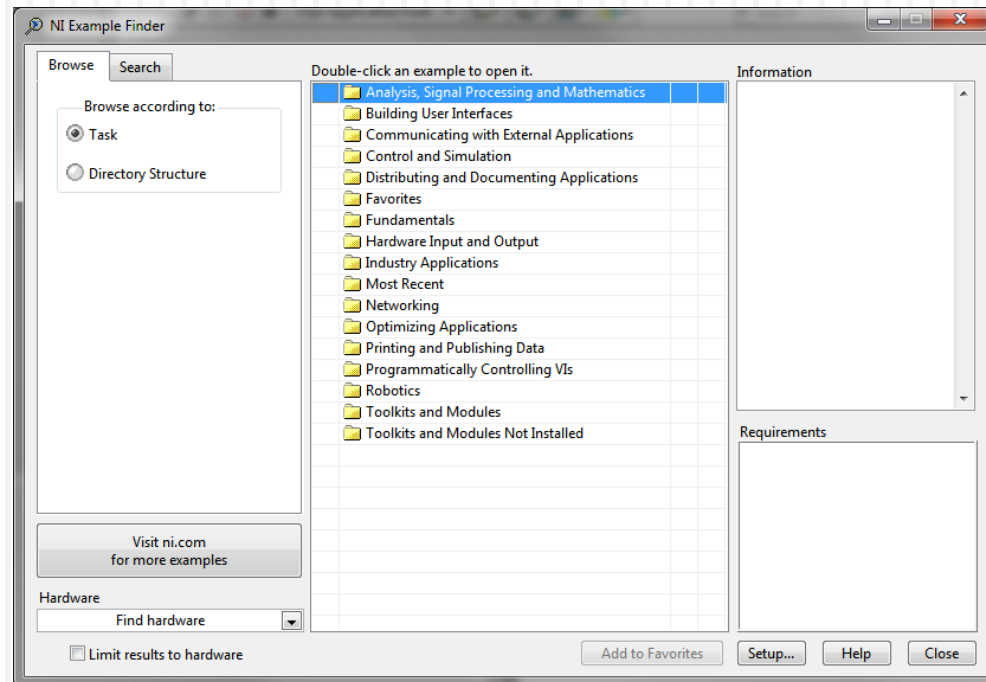 NI Example Finder
Browse
Search
Browse according to:
Task
Directory Structure
Visit ni.com
for more examples
Hardware
Find hardware
Limit results to hardware
Double-click an example to open it.
Analysis, Signal Processing and Mathematics
Building User Interfaces
Communicating with External Applications
Control and Simulation
Distributing and Documenting Applications
Favorites
Fundamentals
Hardware Input and Output
Industry Applications
Most Recent
Networking
Optimizing Applications
Printing and Publishing Data
Programmatically Controlling VIs
Robotics
Toolkits and Modules
Toolkits and Modules Not Installed
Information
Requirements
Add to Favorites
Setup...
Help
Close